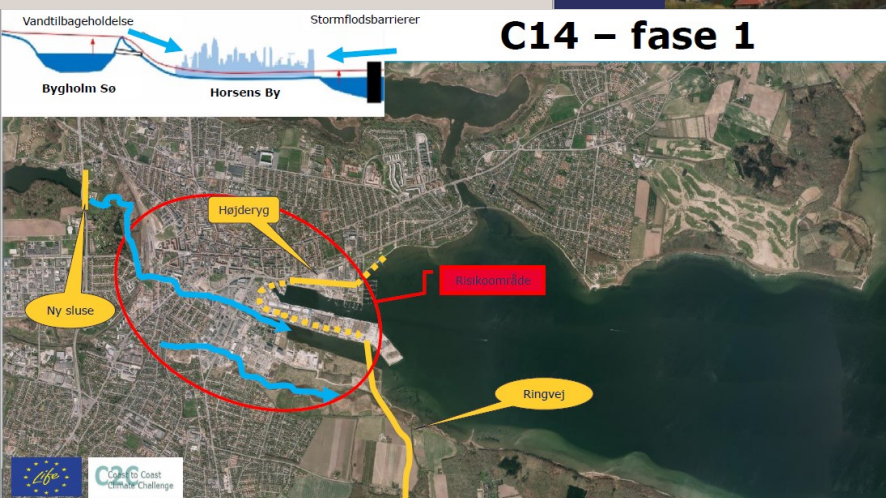 C14 – fase 1
Vandtilbageholdelse
Stormflodsbarrierer
Bygholm Sø
Horsens By
Højderyg
Risikoområde
Ny sluse
Ringvej
Life
C2C
Coast to Coast
Climate Challenge